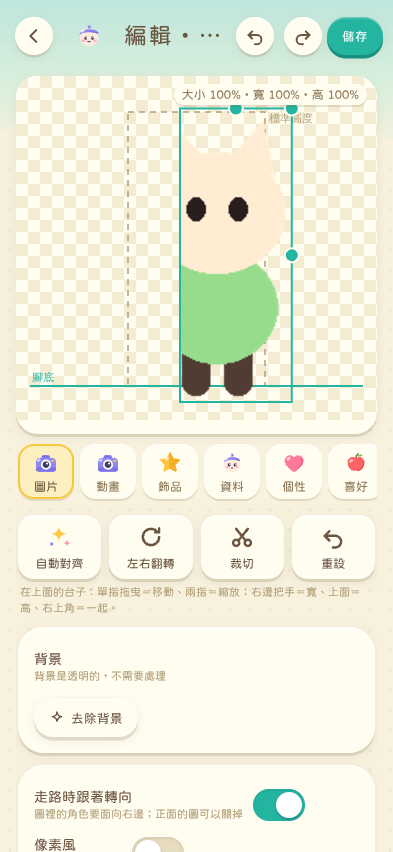 編輯 • ⋯
儲存
大小 100%・寬 100%・高 100%
標準高度
腳底
圖片
動畫
飾品
資料
個性
喜好
自動對齊
左右翻轉
裁切
重設
在上面的台子：單指拖曳＝移動、兩指＝縮放；右邊把手＝寬、上面＝
高、右上角＝一起。
背景
背景是透明的，不需要處理
去除背景
走路時跟著轉向
圖裡的角色要面向右邊；正面的圖可以關掉
像素風